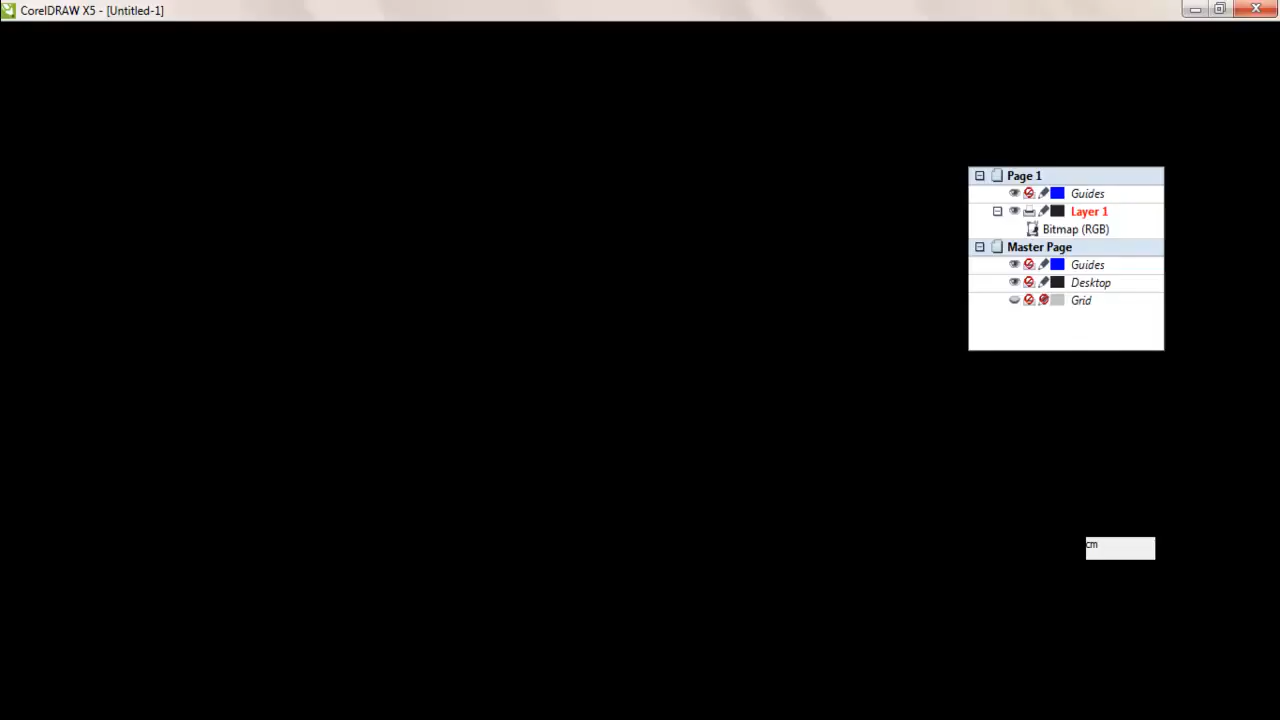 CorelDRAW X5 - [Untitled-1]
Page 1
Guides
Layer 1
Bitmap (RGB)
Master Page
Guides
Desktop
Grid
cm